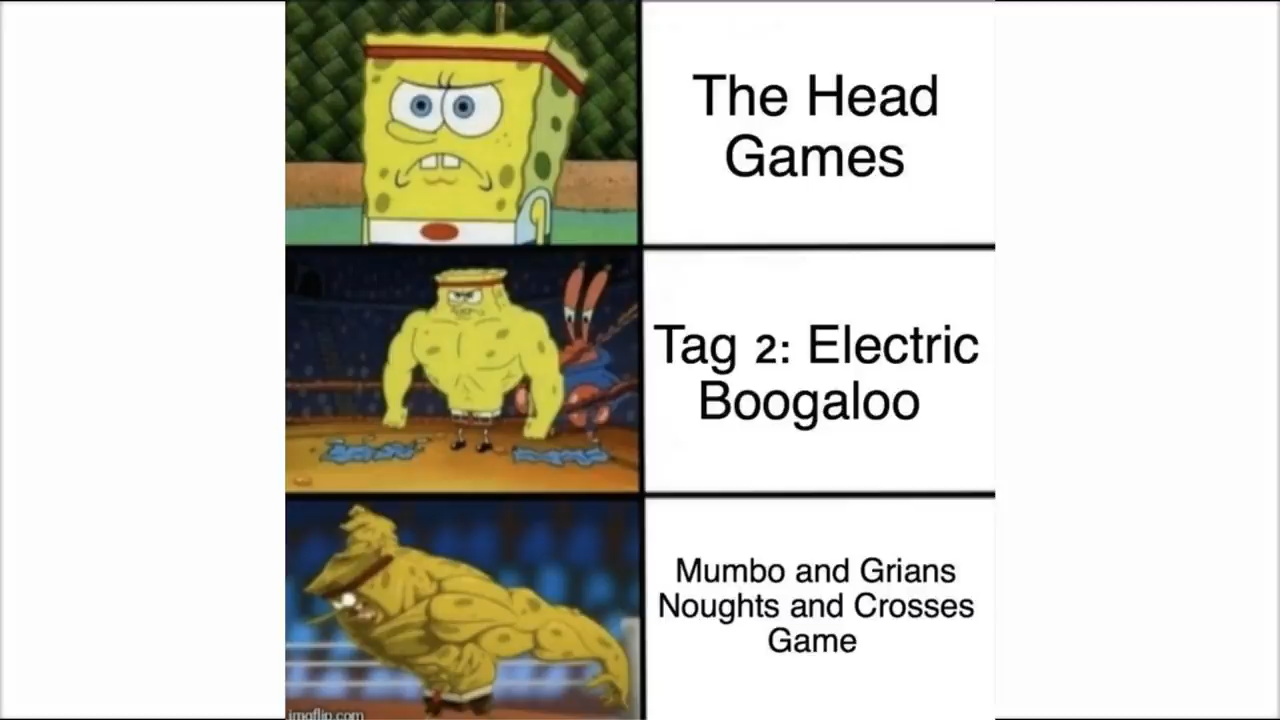 The Head
Games
Tag 2: Electric
Boogaloo
Mumbo and Grians
Noughts and Crosses
Game
imgflip.com